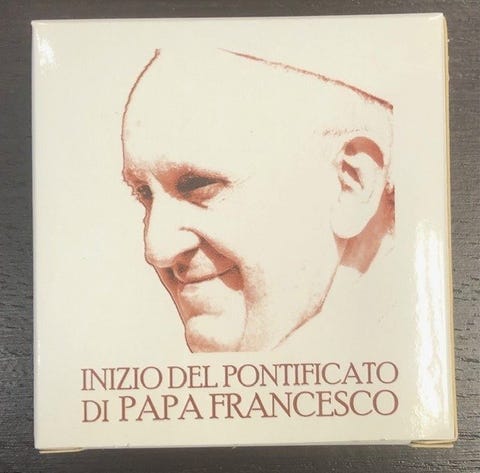 INIZIO DEL PONTIFICATO
DI PAPA FRANCESCO